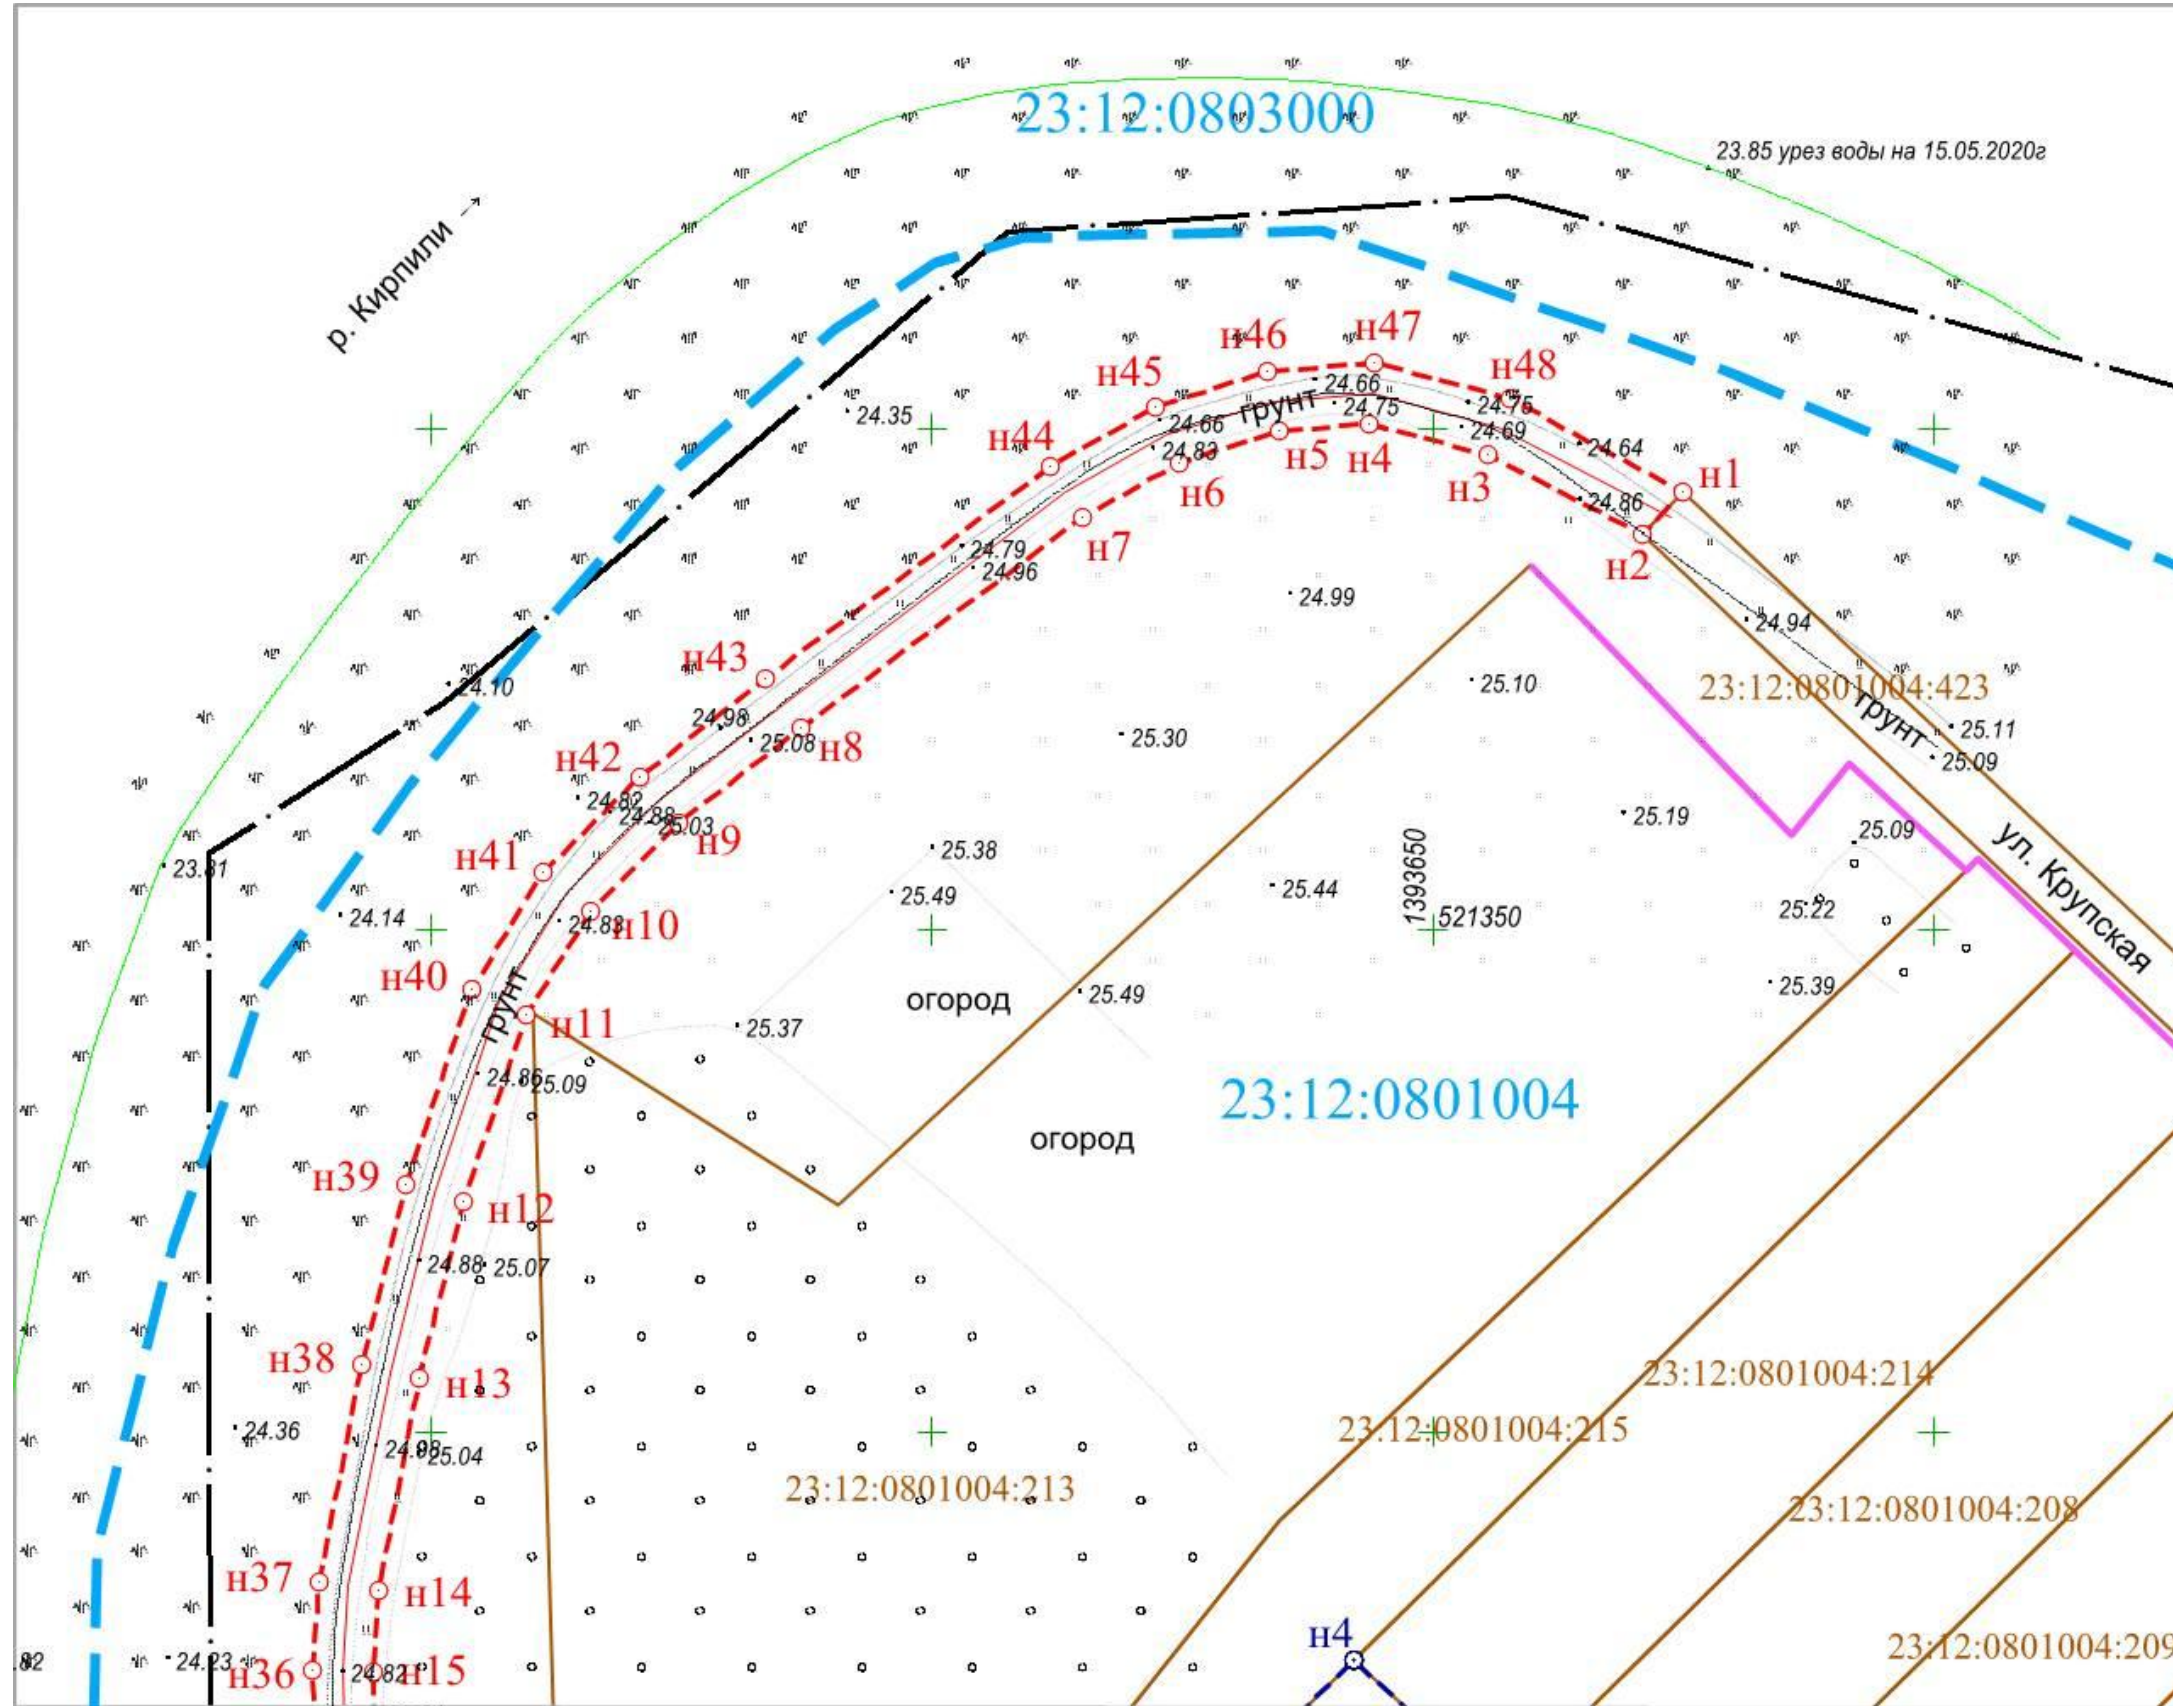 23:12:0803000
23.85 урез воды на 15.05.2020г
р. Кирпили
н47
н46
н48
н45
24.66
грунт
24.75
24.75
24.35
24.66
24.69
н44
24.83
н5
н4
24.64
н3
н1
н6
24.86
н7
24.79
24.96
н2
24.99
24.94
н43
24.10
25.10
23:12:0801004:423
24.98
25.08
н8
25.30
грунт
25.11
25.09
н42
24.82
24.88
25.03
25.19
н9
25.09
н41
25.38
23.81
25.49
25.44
1393650
521350
ул. Крупская
24.14
24.83
н10
25.22
н40
грунт
огород
25.49
25.39
н11
25.37
24.86
25.09
23:12:0801004
огород
н39
н12
24.88
25.07
н38
н13
23:12:0801004:214
24.36
24.98
25.04
23:12:0801004:215
23:12:0801004:213
23:12:0801004:208
н37
н14
н4
23:12:0801004:209
.82
24.23
н36
24.82
н15